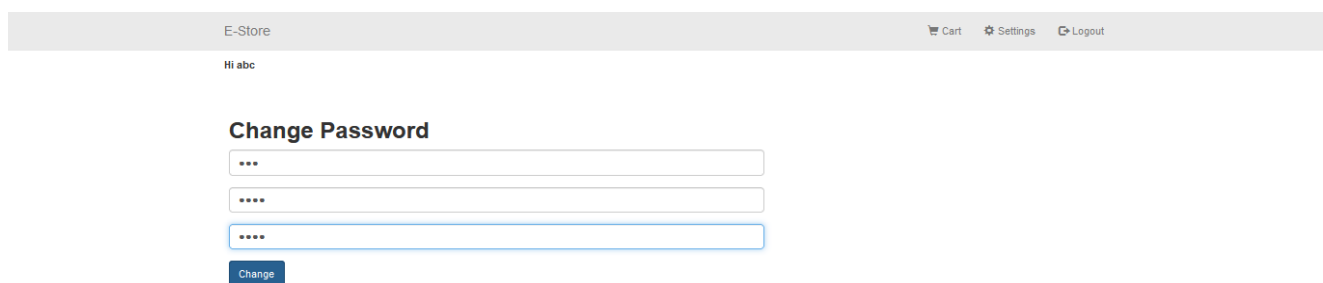 E-Store Cart Settings Logout
Hi abc
Change Password
•••
••••
••••
Change